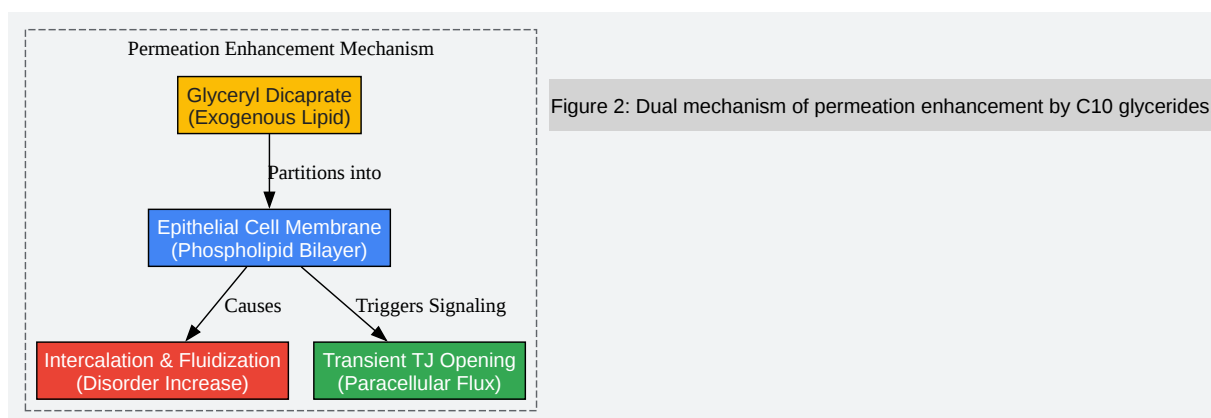 Permeation Enhancement Mechanism
Glyceryl Dicaprate
(Exogenous Lipid)
Figure 2: Dual mechanism of permeation enhancement by C10 glycerides
Partitions into
Epithelial Cell Membrane
(Phospholipid Bilayer)
Causes
Triggers Signaling
Intercalation & Fluidization
(Disorder Increase)
Transient TJ Opening
(Paracellular Flux)